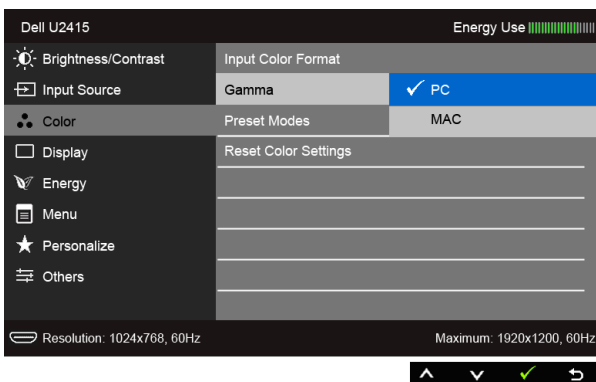 Dell U2415 Energy Use
Brightness/Contrast Input Color Format
Input Source Gamma PC
Color Preset Modes MAC
Display Reset Color Settings
Energy
Menu
Personalize
Others
Resolution: 1024x768, 60Hz Maximum: 1920x1200, 60Hz